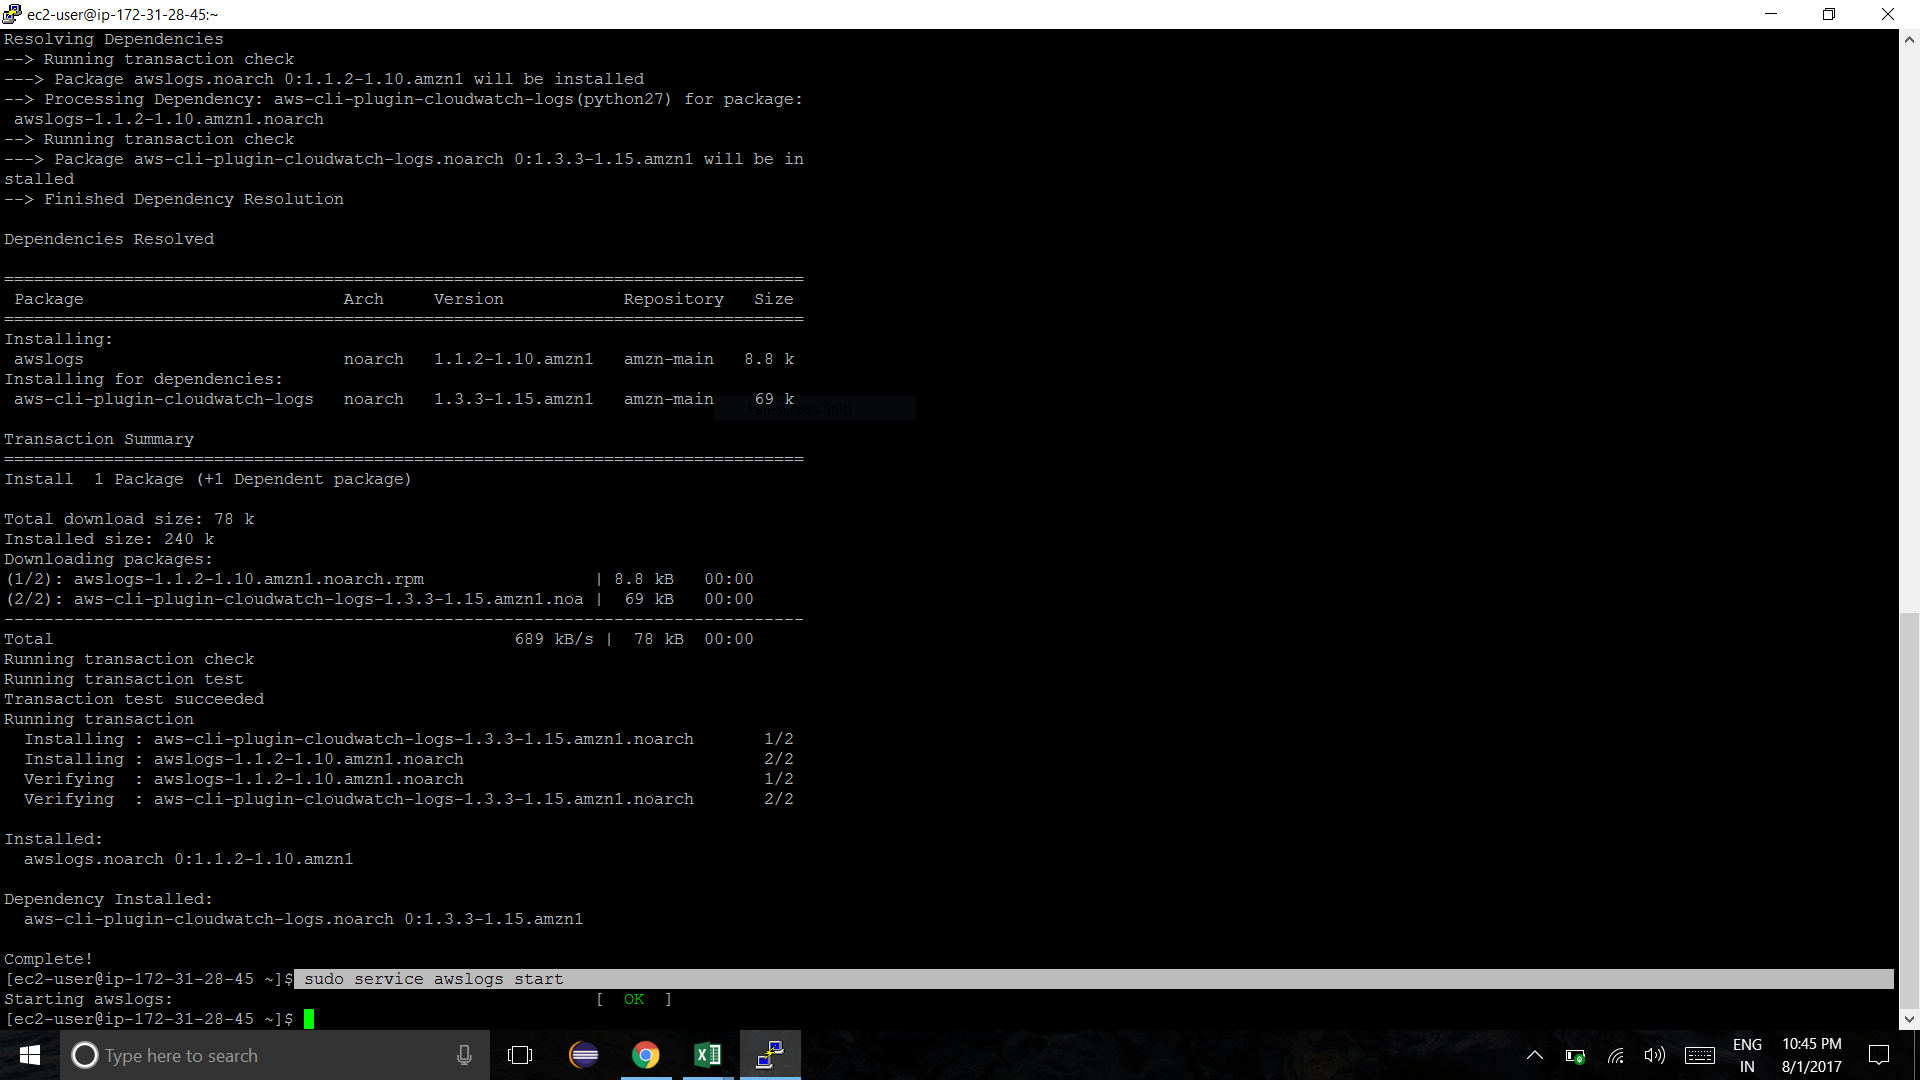 ec2-user@ip-172-31-28-45:~
Resolving Dependencies
--> Running transaction check
---> Package awslogs.noarch 0:1.1.2-1.10.amzn1 will be installed
--> Processing Dependency: aws-cli-plugin-cloudwatch-logs(python27) for package:
 awslogs-1.1.2-1.10.amzn1.noarch
--> Running transaction check
---> Package aws-cli-plugin-cloudwatch-logs.noarch 0:1.3.3-1.15.amzn1 will be in
stalled
--> Finished Dependency Resolution
Dependencies Resolved
================================================================================
 Package                          Arch     Version            Repository   Size
================================================================================
Installing:
 awslogs                          noarch   1.1.2-1.10.amzn1   amzn-main   8.8 k
Installing for dependencies:
 aws-cli-plugin-cloudwatch-logs   noarch   1.3.3-1.15.amzn1   amzn-main    69 k
Full-screen Snip
Transaction Summary
================================================================================
Install  1 Package (+1 Dependent package)
Total download size: 78 k
Installed size: 240 k
Downloading packages:
(1/2): awslogs-1.1.2-1.10.amzn1.noarch.rpm                 | 8.8 kB   00:00
(2/2): aws-cli-plugin-cloudwatch-logs-1.3.3-1.15.amzn1.noa |  69 kB   00:00
--------------------------------------------------------------------------------
Total                                              689 kB/s |  78 kB  00:00
Running transaction check
Running transaction test
Transaction test succeeded
Running transaction
  Installing : aws-cli-plugin-cloudwatch-logs-1.3.3-1.15.amzn1.noarch       1/2
  Installing : awslogs-1.1.2-1.10.amzn1.noarch                              2/2
  Verifying  : awslogs-1.1.2-1.10.amzn1.noarch                              1/2
  Verifying  : aws-cli-plugin-cloudwatch-logs-1.3.3-1.15.amzn1.noarch       2/2
Installed:
  awslogs.noarch 0:1.1.2-1.10.amzn1
Dependency Installed:
  aws-cli-plugin-cloudwatch-logs.noarch 0:1.3.3-1.15.amzn1
Complete!
[ec2-user@ip-172-31-28-45 ~]$ sudo service awslogs start
Starting awslogs:                                          [  OK  ]
[ec2-user@ip-172-31-28-45 ~]$
Type here to search
ENG
IN
10:45 PM
8/1/2017